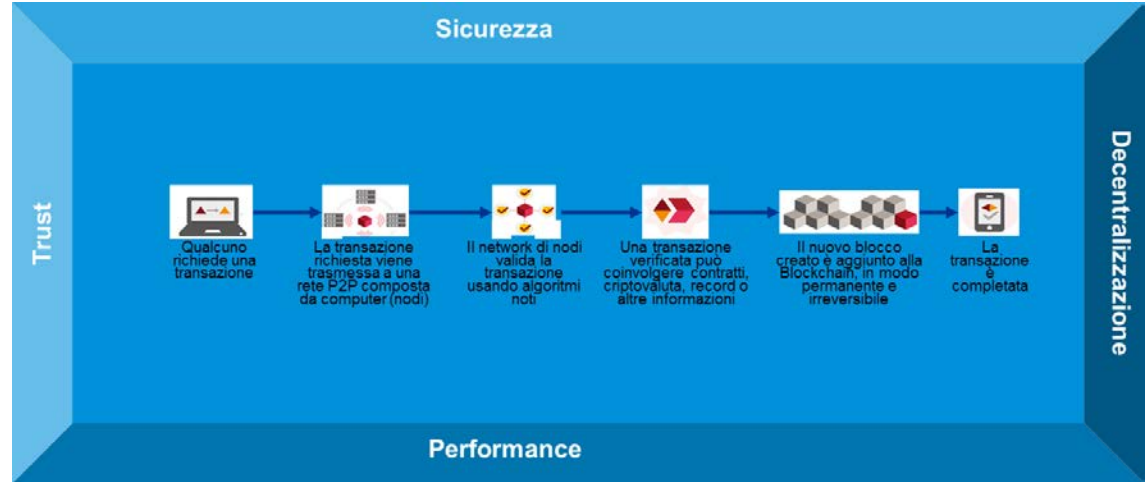 Sicurezza
Trust
Qualcuno
richiede una
transazione
La transazione
richiesta viene
trasmessa a una
rete P2P composta
da computer (nodi)
Il network di nodi
valida la
transazione
usando algoritmi
noti
Una transazione
verificata può
coinvolgere contratti,
criptovaluta, record o
altre informazioni
Il nuovo blocco
creato è aggiunto alla
Blockchain, in modo
permanente e
irreversibile
La
transazione
è
completata
Decentralizzazione
Performance